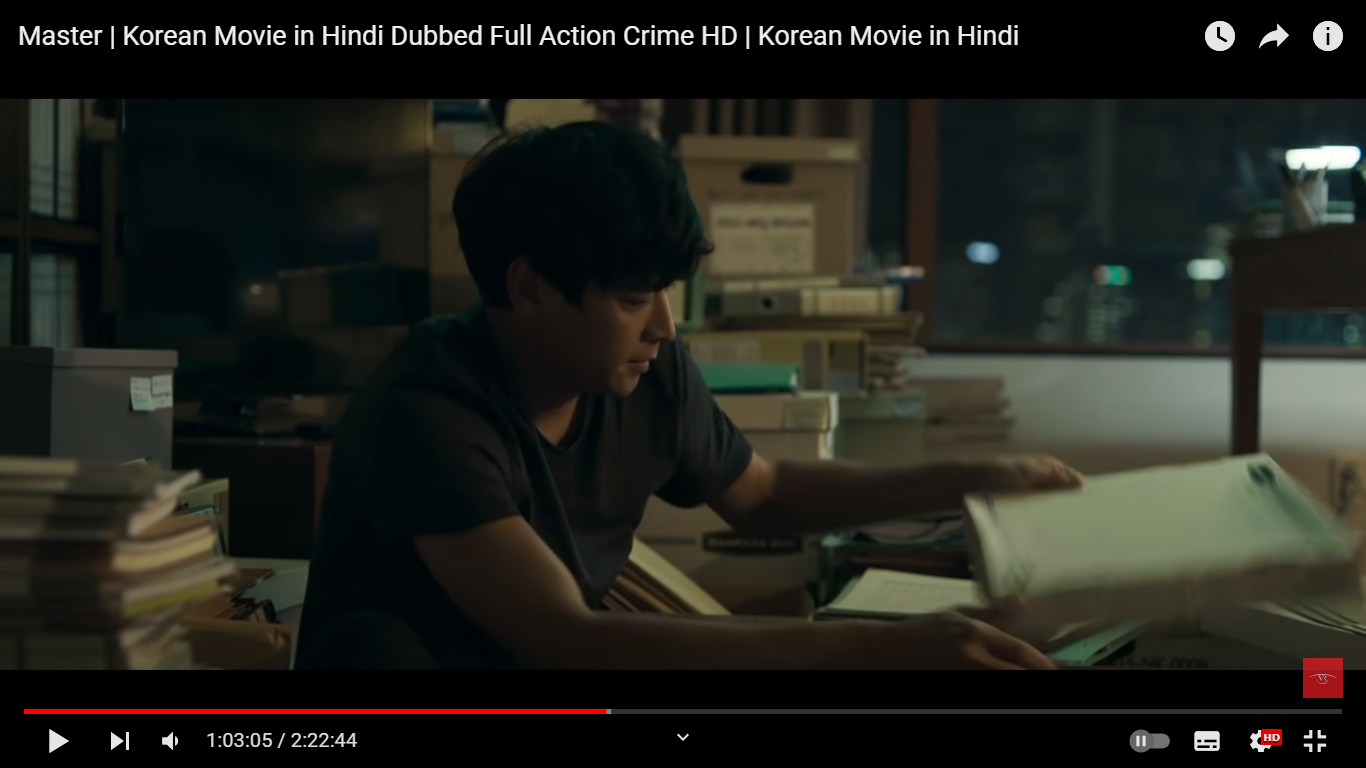 Master | Korean Movie in Hindi Dubbed Full Action Crime HD | Korean Movie in Hindi
1:03:05 / 2:22:44
HD